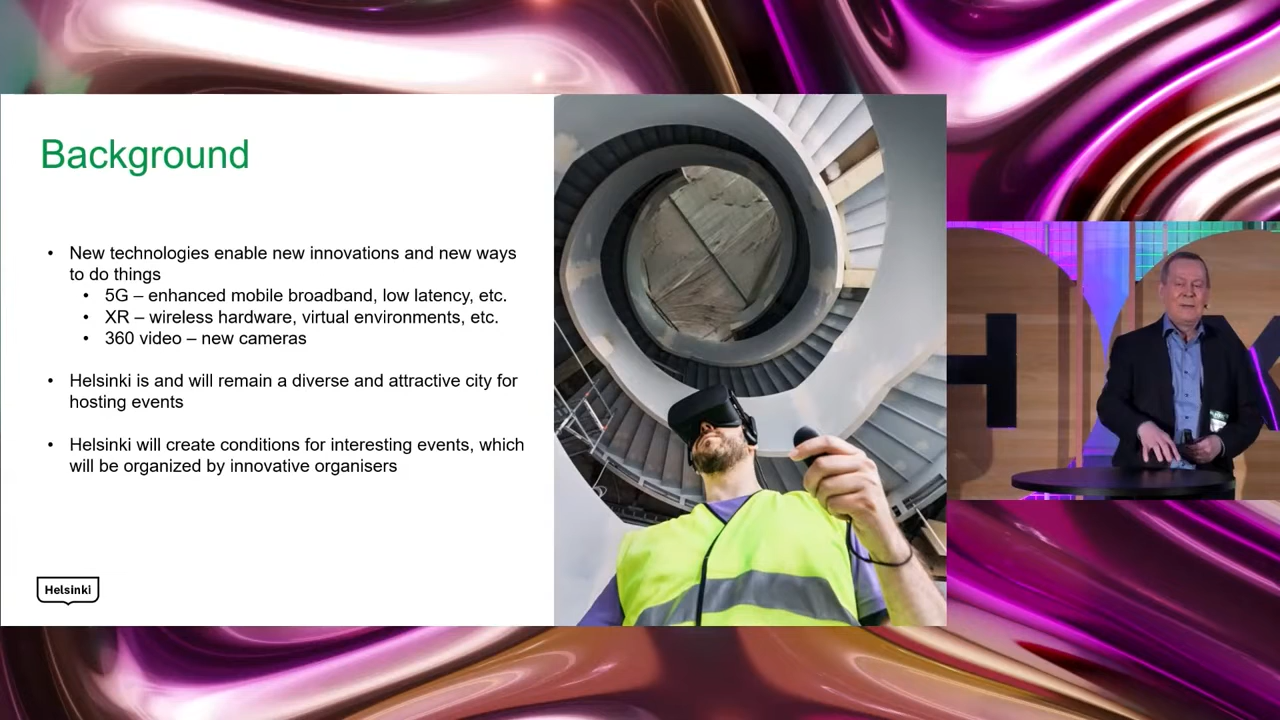 Background
• New technologies enable new innovations and new ways
to do things
• 5G – enhanced mobile broadband, low latency, etc.
• XR – wireless hardware, virtual environments, etc.
• 360 video – new cameras
• Helsinki is and will remain a diverse and attractive city for
hosting events
• Helsinki will create conditions for interesting events, which
will be organized by innovative organisers
Helsinki
H